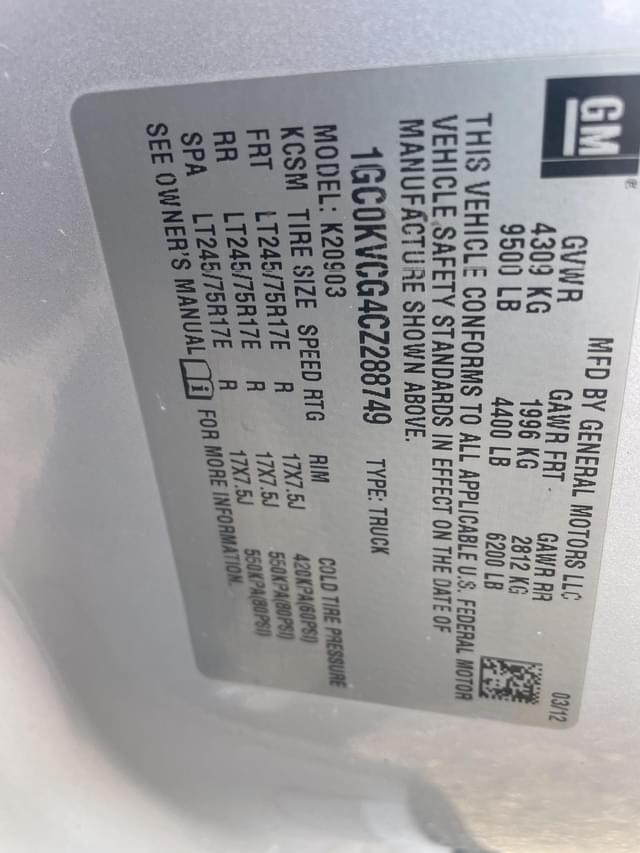 GM®
MFD BY GENERAL MOTORS LLC 03/12
GVWR GAWR FRT GAWR RR
4309 KG 1996 KG 2812 KG
9500 LB 4400 LB 6200 LB
THIS VEHICLE CONFORMS TO ALL APPLICABLE U.S. FEDERAL MOTOR
VEHICLE SAFETY STANDARDS IN EFFECT ON THE DATE OF
MANUFACTURE SHOWN ABOVE.
1GC0KVCG4CZ288749 TYPE: TRUCK
MODEL: K20903
KCSM TIRE SIZE SPEED RTG RIM COLD TIRE PRESSURE
FRT LT245/75R17E R 17X7.5J 420KPA(60PSI)
RR LT245/75R17E R 17X7.5J 550KPA(80PSI)
SPA LT245/75R17E R 17X7.5J 550KPA(80PSI)
SEE OWNER'S MANUAL i FOR MORE INFORMATION.